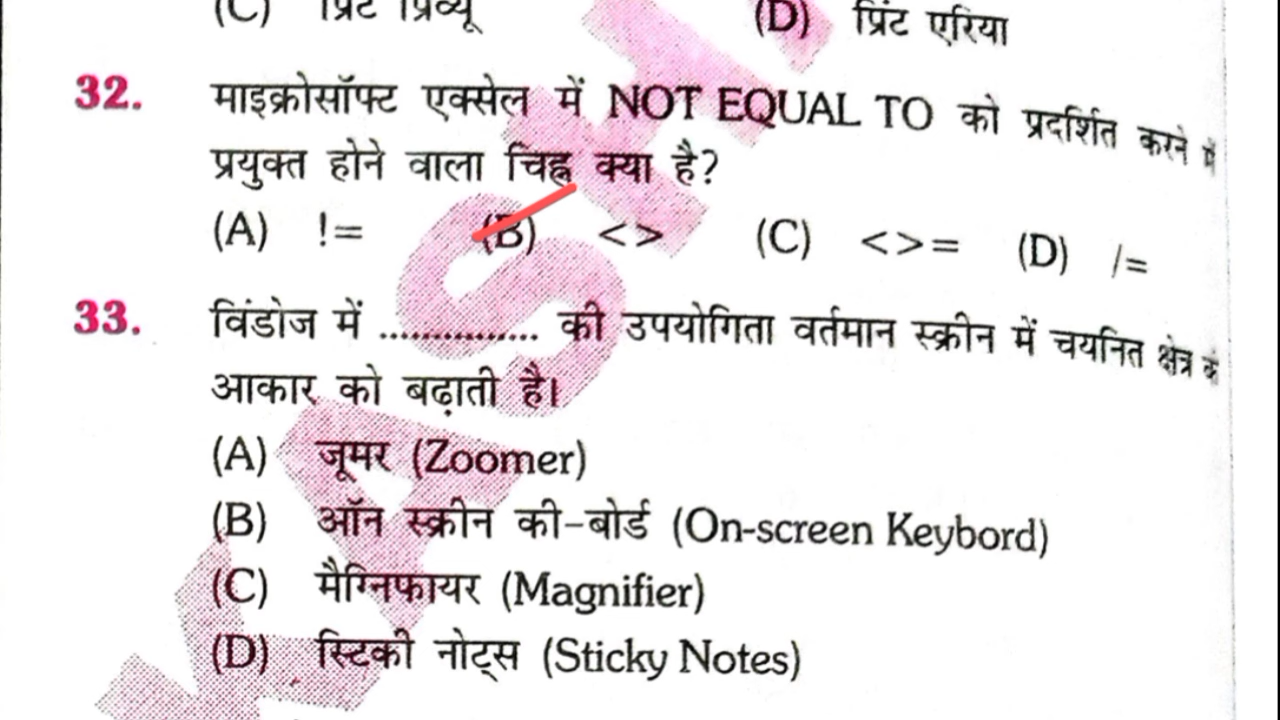 (C) प्रिंट प्रिव्यू (D) प्रिंट एरिया
32. माइक्रोसॉफ्ट एक्सेल में NOT EQUAL TO को प्रदर्शित करने में
प्रयुक्त होने वाला चिह्न क्या है?
(A) != (B) <> (C) <>= (D) /=
33. विंडोज में ............... की उपयोगिता वर्तमान स्क्रीन में चयनित क्षेत्र के
आकार को बढ़ाती है।
(A) जूमर (Zoomer)
(B) ऑन स्क्रीन की-बोर्ड (On-screen Keybord)
(C) मैग्निफायर (Magnifier)
(D) स्टिकी नोट्स (Sticky Notes)